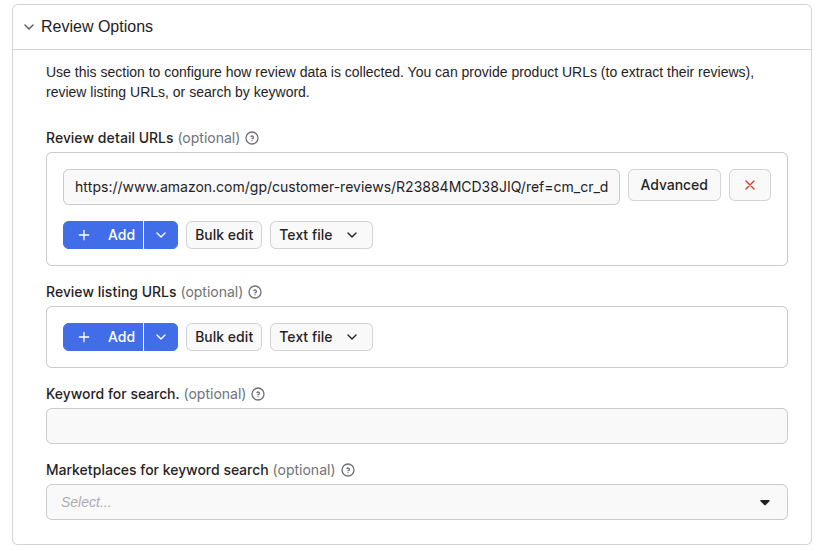 Review Options
Use this section to configure how review data is collected. You can provide product URLs (to extract their reviews),
review listing URLs, or search by keyword.
Review detail URLs (optional)
https://www.amazon.com/gp/customer-reviews/R23884MCD38JIQ/ref=cm_cr_d Advanced
Add Bulk edit Text file
Review listing URLs (optional)
Add Bulk edit Text file
Keyword for search. (optional)
Marketplaces for keyword search (optional)
Select...